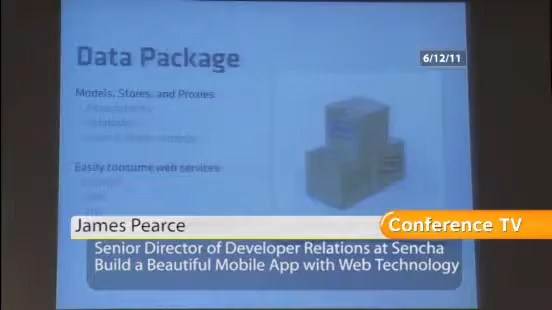 Data Package
6/12/11
Models, Stores, and Proxies
Easily consume web services
James Pearce
Conference TV
Senior Director of Developer Relations at Sencha
Build a Beautiful Mobile App with Web Technology